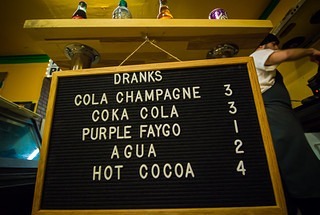 DRANKS
COLA CHAMPAGNE 3
COKA COLA 3
PURPLE FAYGO 1
AGUA 2
HOT COCOA 4